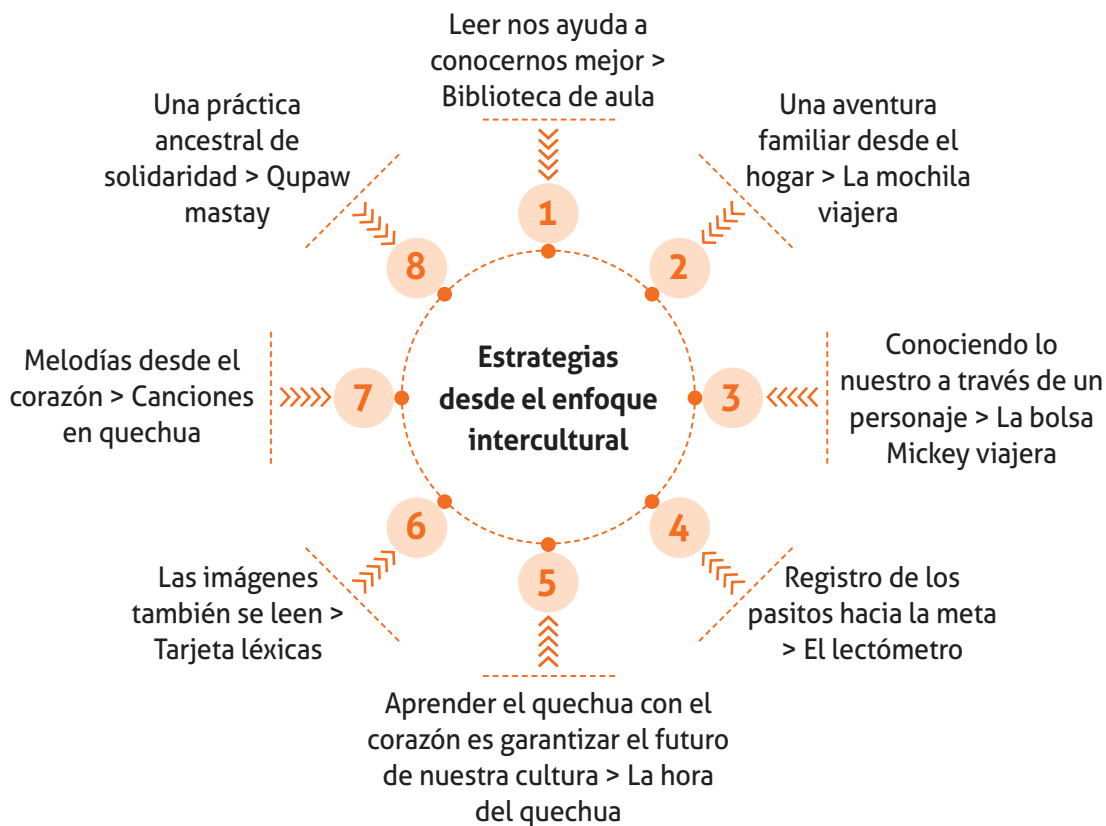 Leer nos ayuda a
conocernos mejor >
Biblioteca de aula
1
Una aventura
familiar desde el
hogar > La mochila
viajera
2
Conociendo lo
nuestro a través de un
personaje > La bolsa
Mickey viajera
3
Registro de los
pasitos hacia la meta
> El lectómetro
4
Aprender el quechua con el
corazón es garantizar el futuro
de nuestra cultura > La hora
del quechua
5
Las imágenes
también se leen >
Tarjeta léxicas
6
Melodías desde el
corazón > Canciones
en quechua
7
Una práctica
ancestral de
solidaridad > Qupaw
mastay
8
Estrategias
desde el enfoque
intercultural